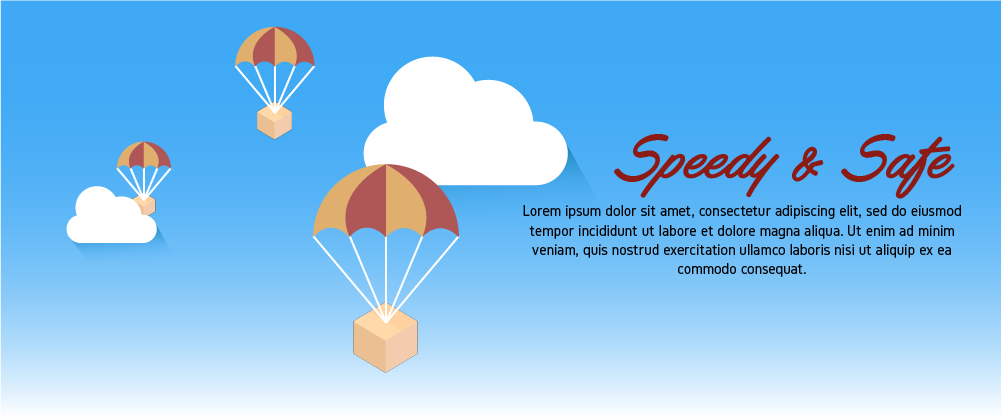 Speedy & Safe
Lorem ipsum dolor sit amet, consectetur adipiscing elit, sed do eiusmod
tempor incididunt ut labore et dolore magna aliqua. Ut enim ad minim
veniam, quis nostrud exercitation ullamco laboris nisi ut aliquip ex ea
commodo consequat.